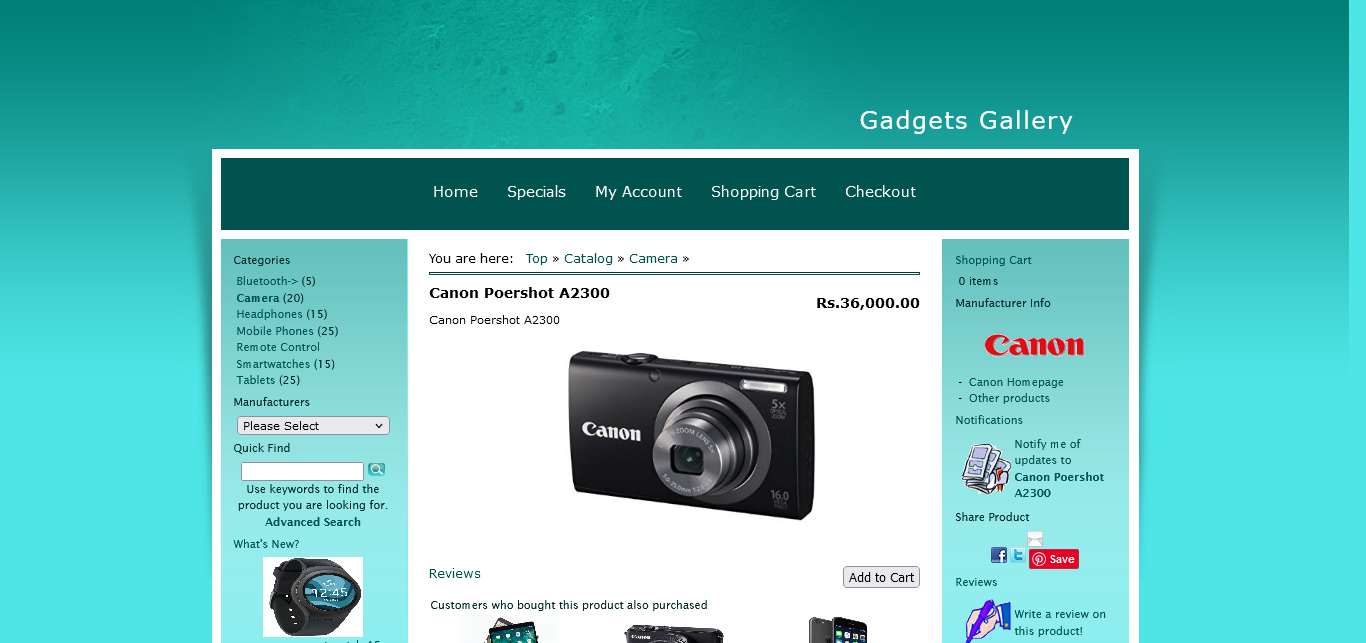 Gadgets Gallery
Home Specials My Account Shopping Cart Checkout
Categories
Bluetooth-> (5)
Camera (20)
Headphones (15)
Mobile Phones (25)
Remote Control
Smartwatches (15)
Tablets (25)
Manufacturers
Please Select
Quick Find
Use keywords to find the
product you are looking for.
Advanced Search
What's New?
12:45
You are here: Top » Catalog » Camera »
Canon Poershot A2300
Rs.36,000.00
Canon Poershot A2300
Canon
5x
16.0
Reviews
Add to Cart
Customers who bought this product also purchased
Shopping Cart
0 items
Manufacturer Info
Canon
- Canon Homepage
- Other products
Notifications
Notify me of
updates to
Canon Poershot
A2300
Share Product
Save
Reviews
Write a review on
this product!